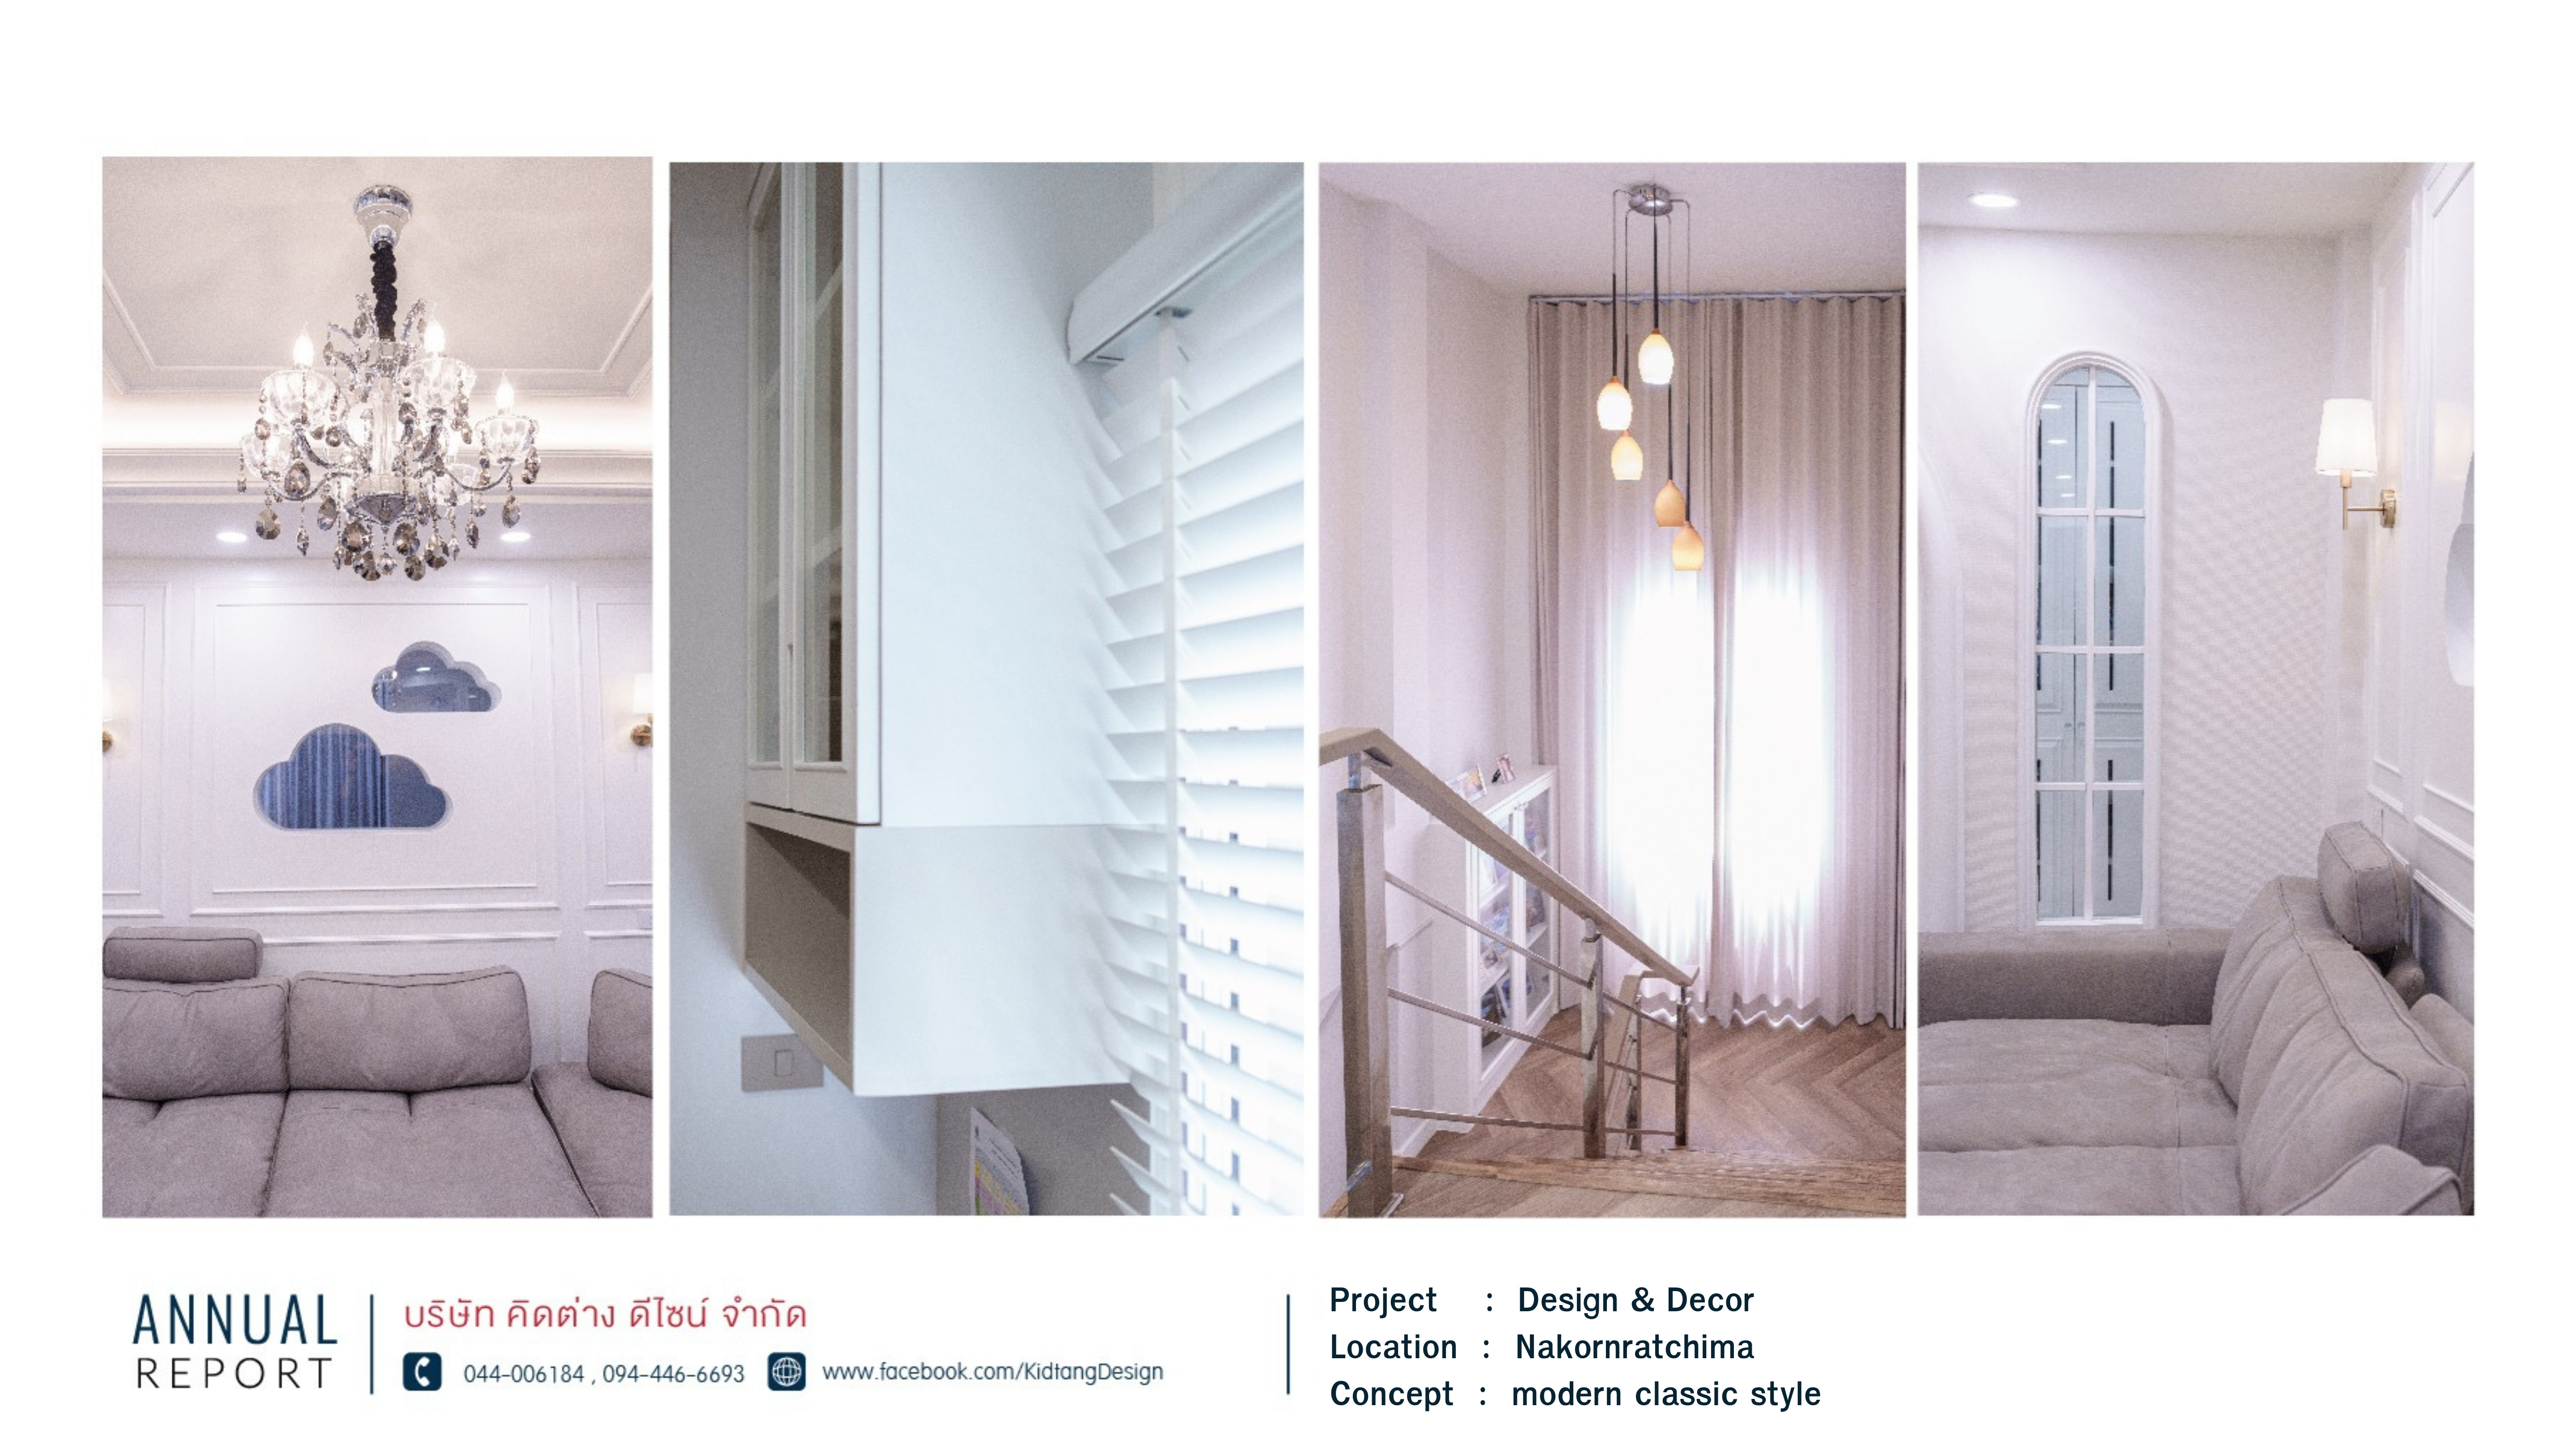 ANNUAL
REPORT
บริษัท คิดต่าง ดีไซน์ จำกัด
044-006184 , 094-446-6693 www.facebook.com/KidtangDesign
Project : Design & Decor
Location : Nakornratchima
Concept : modern classic style